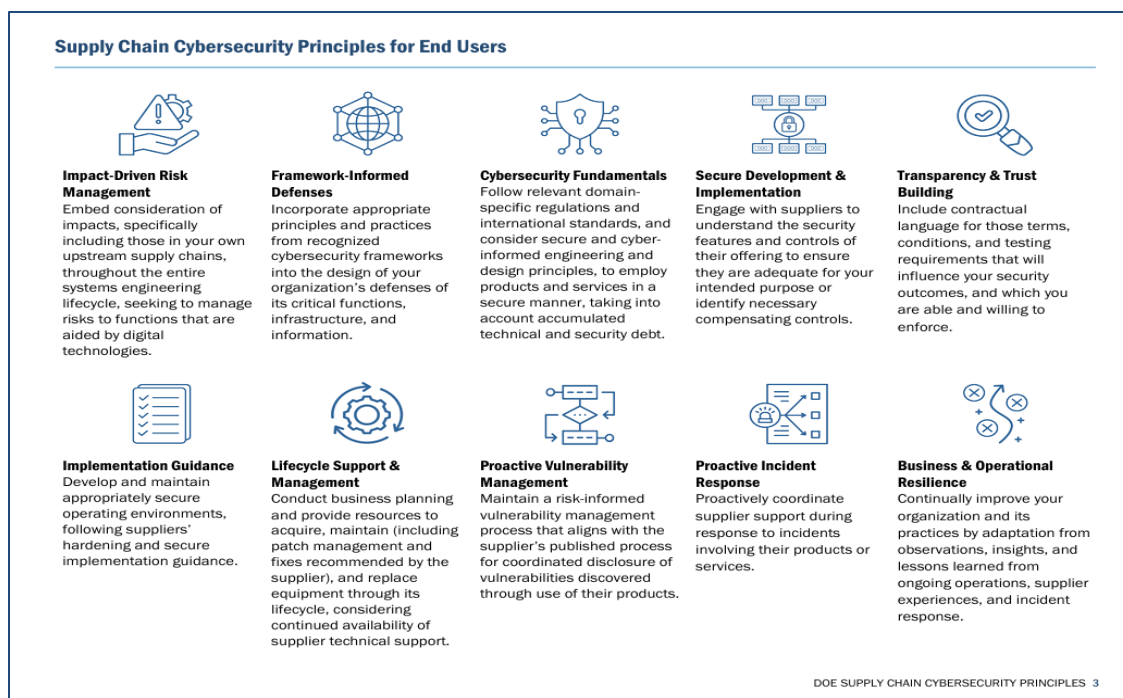 Supply Chain Cybersecurity Principles for End Users
Impact-Driven Risk
Management
Embed consideration of
impacts, specifically
including those in your own
upstream supply chains,
throughout the entire
systems engineering
lifecycle, seeking to manage
risks to functions that are
aided by digital
technologies.
Framework-Informed
Defenses
Incorporate appropriate
principles and practices
from recognized
cybersecurity frameworks
into the design of your
organization's defenses of
its critical functions,
infrastructure, and
information.
Cybersecurity Fundamentals
Follow relevant domain-
specific regulations and
international standards, and
consider secure and cyber-
informed engineering and
design principles, to employ
products and services in a
secure manner, taking into
account accumulated
technical and security debt.
Secure Development &
Implementation
Engage with suppliers to
understand the security
features and controls of
their offering to ensure
they are adequate for your
intended purpose or
identify necessary
compensating controls.
Transparency & Trust
Building
Include contractual
language for those terms,
conditions, and testing
requirements that will
influence your security
outcomes, and which you
are able and willing to
enforce.
Implementation Guidance
Develop and maintain
appropriately secure
operating environments,
following suppliers'
hardening and secure
implementation guidance.
Lifecycle Support &
Management
Conduct business planning
and provide resources to
acquire, maintain (including
patch management and
fixes recommended by the
supplier), and replace
equipment through its
lifecycle, considering
continued availability of
supplier technical support.
Proactive Vulnerability
Management
Maintain a risk-informed
vulnerability management
process that aligns with the
supplier's published process
for coordinated disclosure of
vulnerabilities discovered
through use of their products.
Proactive Incident
Response
Proactively coordinate
supplier support during
response to incidents
involving their products or
services.
Business & Operational
Resilience
Continually improve your
organization and its
practices by adaptation from
observations, insights, and
lessons learned from
ongoing operations, supplier
experiences, and incident
response.
DOE SUPPLY CHAIN CYBERSECURITY PRINCIPLES 3